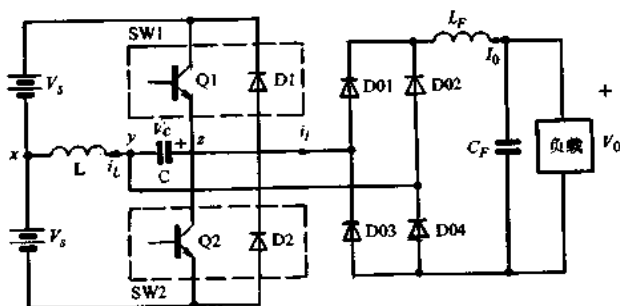 SW1
L_F
I_0
V_s
Q1
D1
D01
D02
+
x
y
V_C
+
z
i_i
L
i_L
C
C_F
负载
V_0
V_s
Q2
D2
D03
D04
SW2